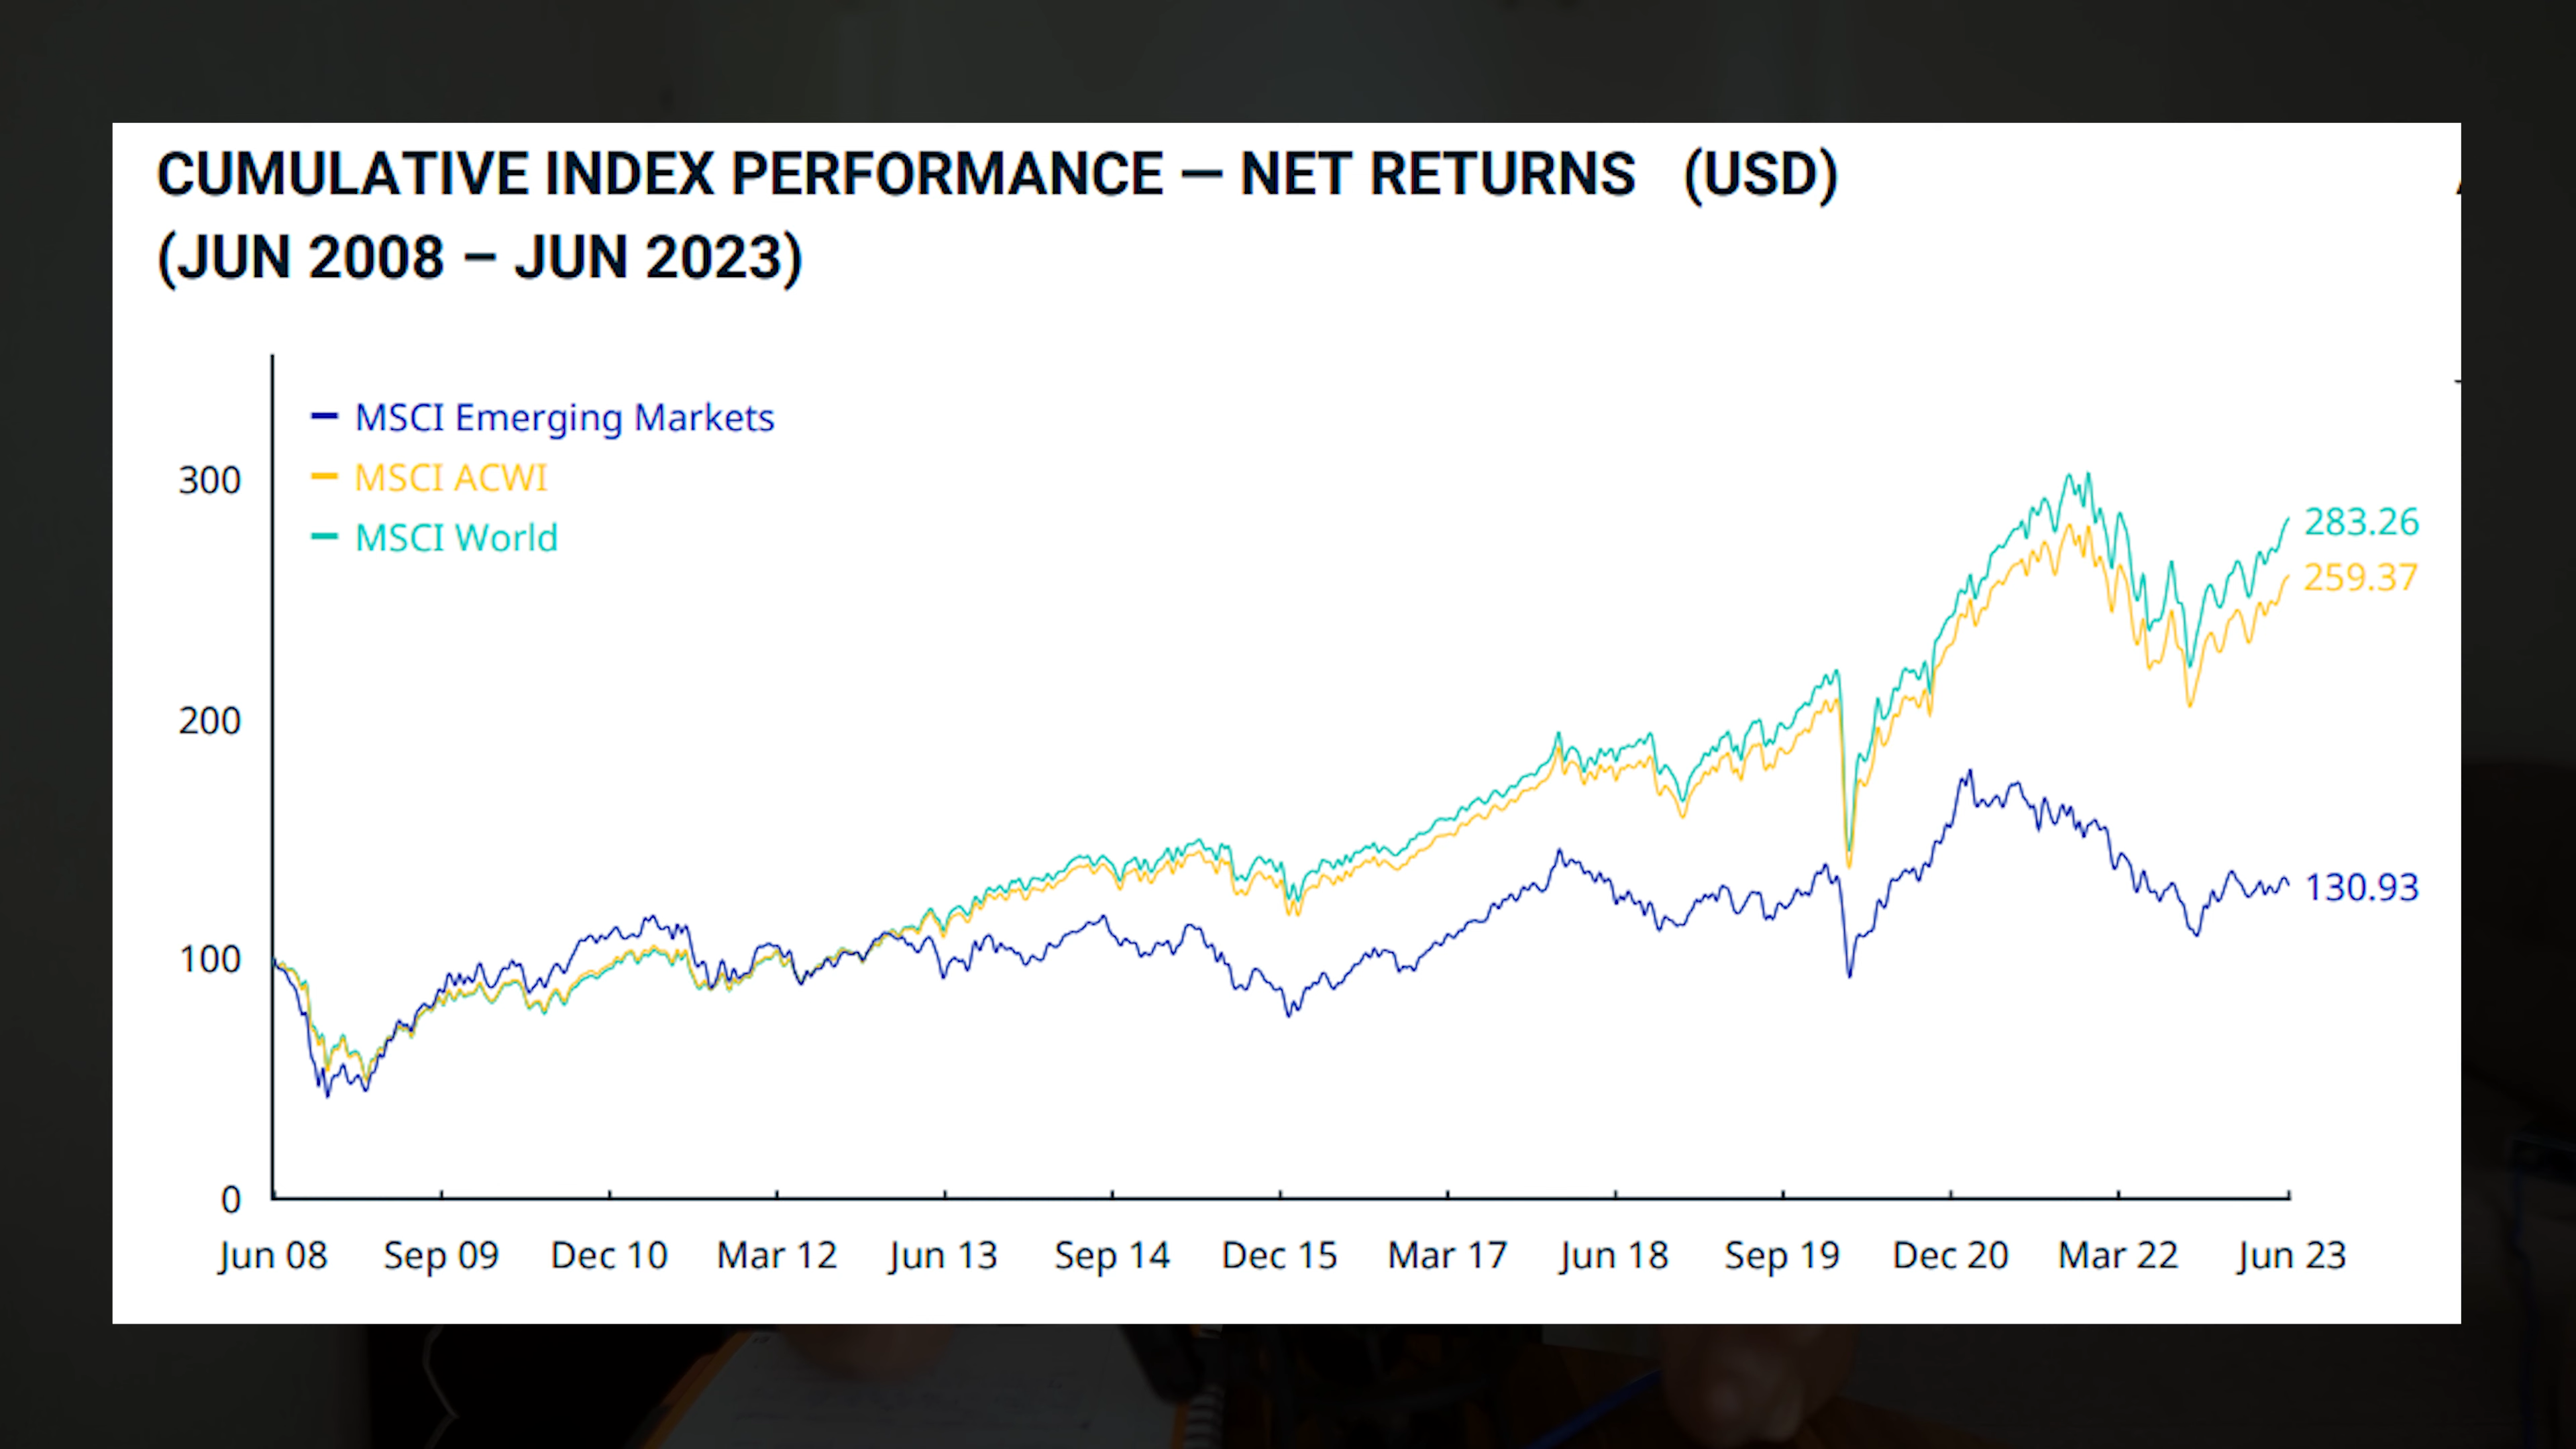 CUMULATIVE INDEX PERFORMANCE — NET RETURNS (USD)
(JUN 2008 – JUN 2023)
MSCI Emerging Markets
MSCI ACWI
MSCI World
300
200
100
0
283.26
259.37
130.93
Jun 08 Sep 09 Dec 10 Mar 12 Jun 13 Sep 14 Dec 15 Mar 17 Jun 18 Sep 19 Dec 20 Mar 22 Jun 23